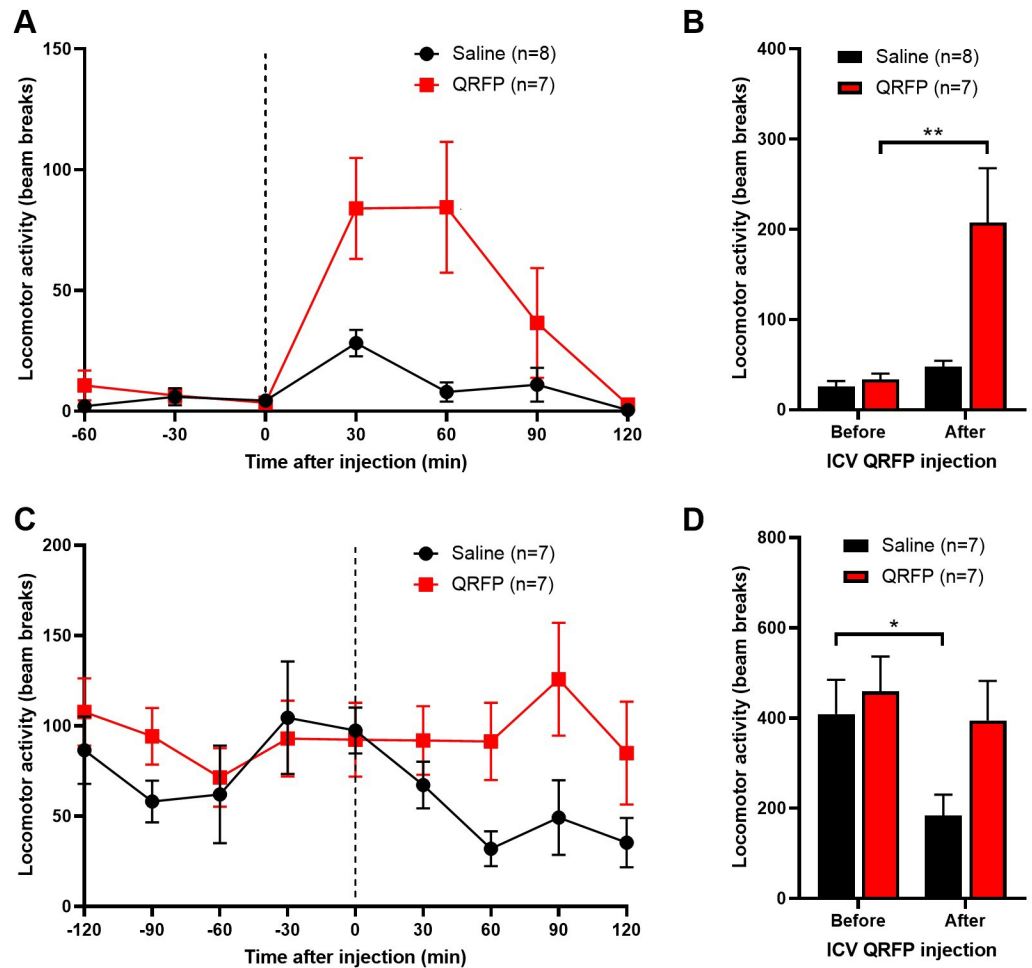 A
Locomotor activity (beam breaks)
150
100
50
0
Saline (n=8)
QRFP (n=7)
-60 -30 0 30 60 90 120
Time after injection (min)
B
Locomotor activity (beam breaks)
400
300
200
100
0
Saline (n=8)
QRFP (n=7)
**
Before After
ICV QRFP injection
C
Locomotor activity (beam breaks)
200
150
100
50
0
Saline (n=7)
QRFP (n=7)
-120 -90 -60 -30 0 30 60 90 120
Time after injection (min)
D
Locomotor activity (beam breaks)
800
600
400
200
0
Saline (n=7)
QRFP (n=7)
*
Before After
ICV QRFP injection